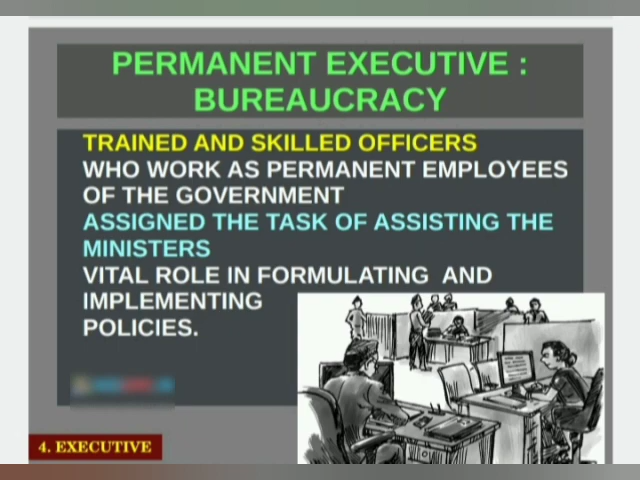 PERMANENT EXECUTIVE :
BUREAUCRACY
TRAINED AND SKILLED OFFICERS
WHO WORK AS PERMANENT EMPLOYEES
OF THE GOVERNMENT
ASSIGNED THE TASK OF ASSISTING THE
MINISTERS
VITAL ROLE IN FORMULATING AND
IMPLEMENTING
POLICIES.
4. EXECUTIVE